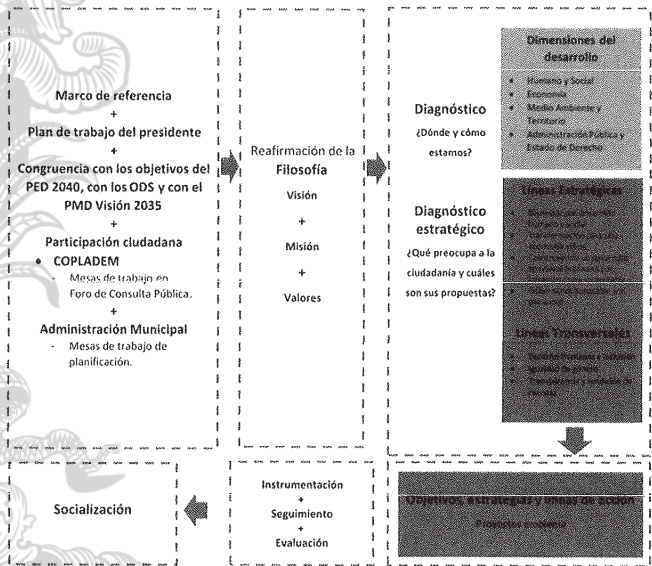 Marco de referencia
+
Plan de trabajo del presidente
+
Congruencia con los objetivos del
PED 2040, con los ODS y con el
PMD Visión 2035
+
Participación ciudadana
• COPLADEM
- Mesas de trabajo en
Foro de Consulta Pública.
+
Administración Municipal
- Mesas de trabajo de
planificación.
Reafirmación de la
Filosofía
Visión
+
Misión
+
Valores
Diagnóstico
¿Dónde y cómo
estamos?
Dimensiones del
desarrollo
• Humano y Social
• Economía
• Medio Ambiente y
Territorio
• Administración Pública y
Estado de Derecho
Diagnóstico
estratégico
¿Qué preocupa a la
ciudadanía y cuáles
son sus propuestas?
Líneas Estratégicas
Líneas Transversales
• Derechos humanos e inclusión
• Igualdad de género
• Transparencia y rendición de
cuentas
Objetivos, estrategias y líneas de acción
Proyectos
Instrumentación
+
Seguimiento
+
Evaluación
Socialización